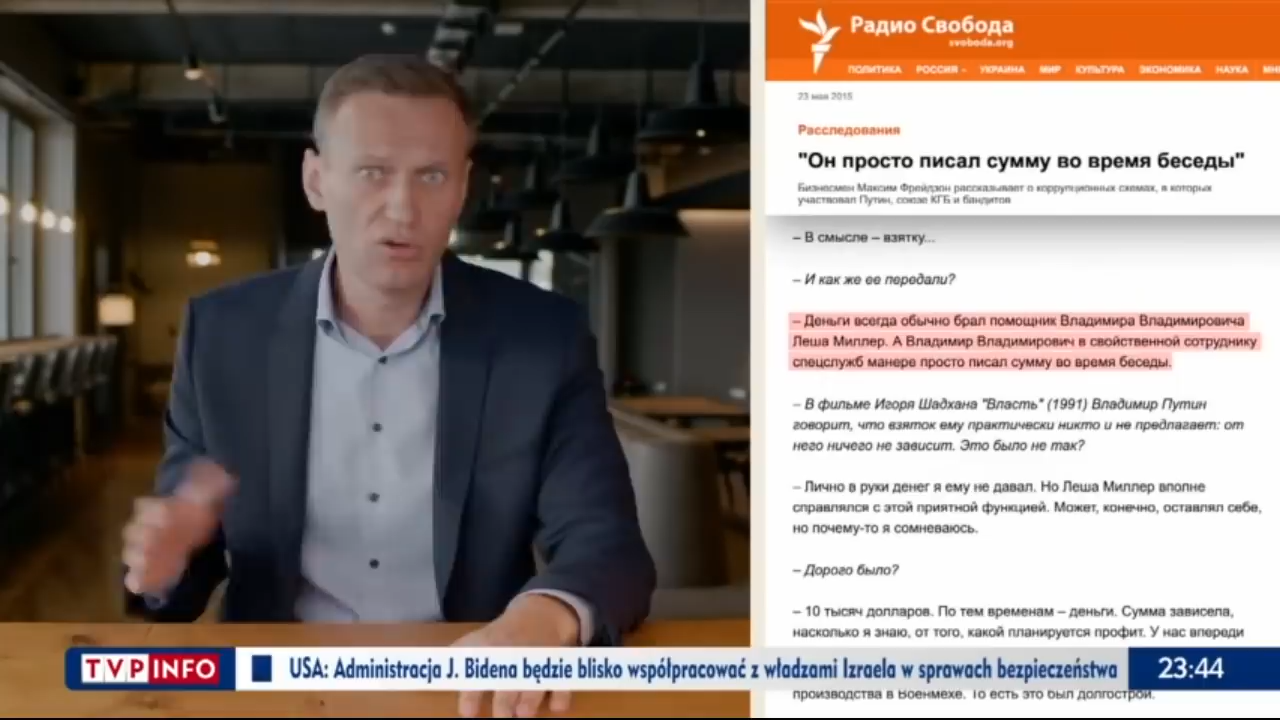 Радио Свобода
svoboda.org
ПОЛИТИКА РОССИЯ УКРАИНА МИР КУЛЬТУРА ЭКОНОМИКА НАУКА
23 мая 2015
Расследования
"Он просто писал сумму во время беседы"
Бизнесмен Максим Фрейдзон рассказывает о коррупционных схемах, в которых
участвовал Путин, союзе КГБ и бандитов
– В смысле – взятку...
– И как же ее передали?
– Деньги всегда обычно брал помощник Владимира Владимировича
Леша Миллер. А Владимир Владимирович в свойственной сотруднику
спецслужб манере просто писал сумму во время беседы.
– В фильме Игоря Шадхана "Власть" (1991) Владимир Путин
говорит, что взяток ему практически никто и не предлагает: от
него ничего не зависит. Это было не так?
– Лично в руки денег я ему не давал. Но Леша Миллер вполне
справлялся с этой приятной функцией. Может, конечно, оставлял себе,
но почему-то я сомневаюсь.
– Дорого было?
– 10 тысяч долларов. По тем временам – деньги. Сумма зависела,
насколько я знаю, от того, какой планируется профит. У нас впереди
производства в Военмехе. То есть это был долгострой.
TVP INFO
USA: Administracja J. Bidena będzie blisko współpracować z władzami Izraela w sprawach bezpieczeństwa
23:44